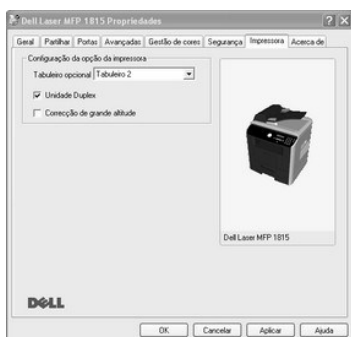 Dell Laser MFP 1815 Propriedades
Geral Partilhar Portas Avançadas Gestão de cores Segurança Impressora Acerca de
Configuração da opção da impressora
Tabuleiro opcional Tabuleiro 2
Unidade Duplex
Correcção de grande altitude
Dell Laser MFP 1815
DELL
OK Cancelar Aplicar Ajuda